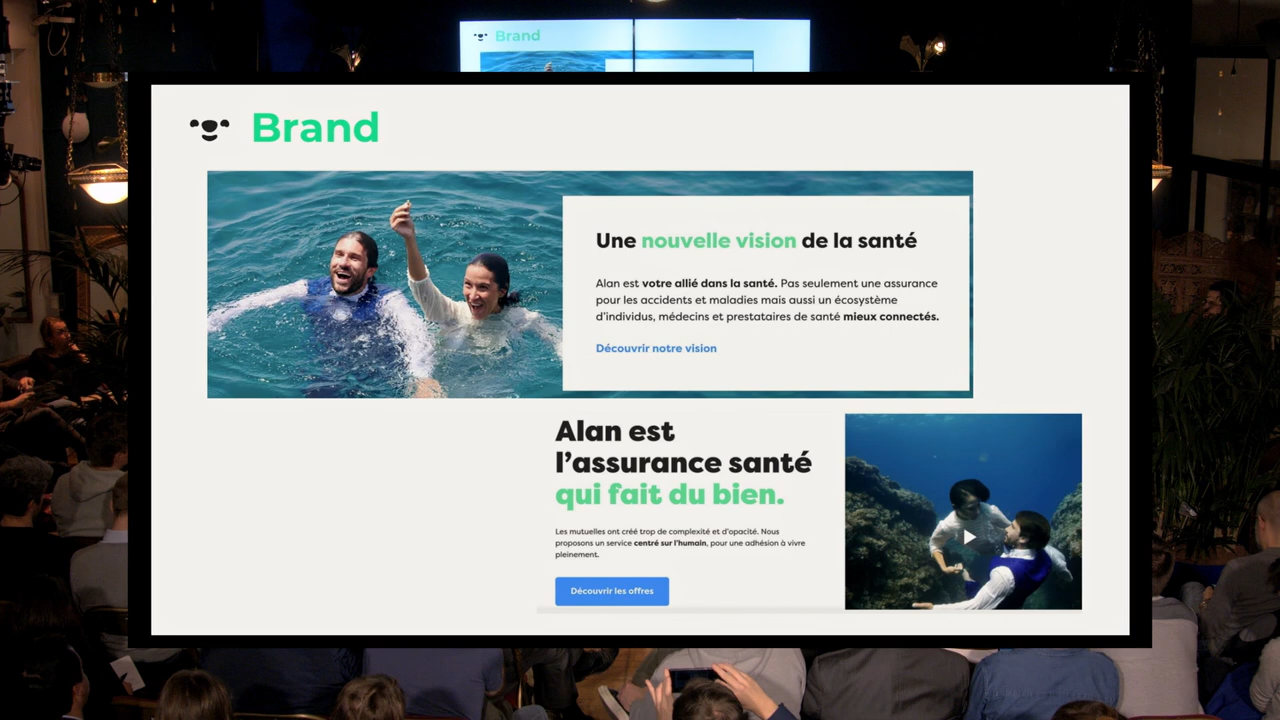 Brand
Brand
Une nouvelle vision de la santé
Alan est votre allié dans la santé. Pas seulement une assurance
pour les accidents et maladies mais aussi un écosystème
d'individus, médecins et prestataires de santé mieux connectés.
Découvrir notre vision
Alan est
l'assurance santé
qui fait du bien.
Les mutuelles ont créé trop de complexité et d'opacité. Nous
proposons un service centré sur l'humain, pour une adhésion à vivre
pleinement.
Découvrir les offres